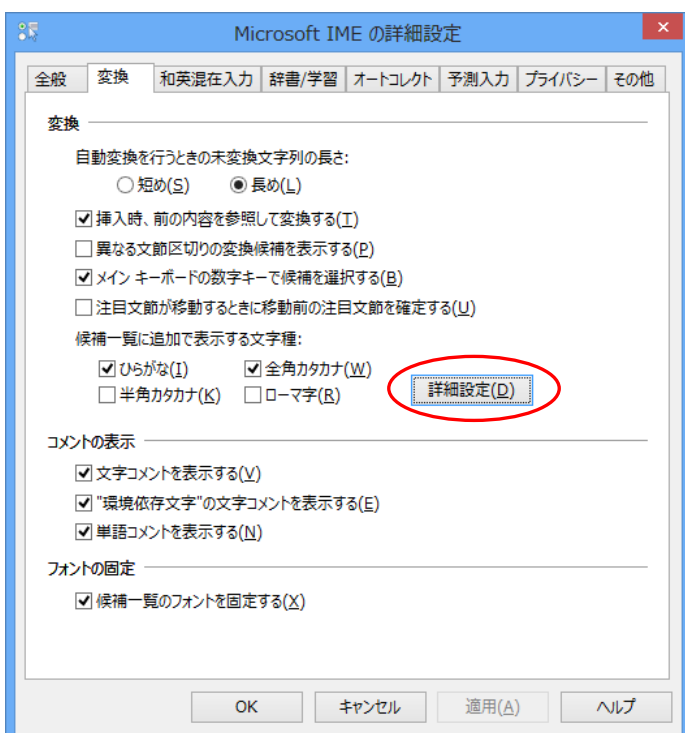 Microsoft IME の詳細設定
全般 変換 和英混在入力 辞書/学習 オートコレクト 予測入力 プライバシー その他
変換
自動変換を行うときの未変換文字列の長さ:
短め(S) 長め(L)
挿入時、前の内容を参照して変換する(T)
異なる文節区切りの変換候補を表示する(P)
メイン キーボードの数字キーで候補を選択する(B)
注目文節が移動するときに移動前の注目文節を確定する(U)
候補一覧に追加で表示する文字種:
ひらがな(I) 全角カタカナ(W)
半角カタカナ(K) ローマ字(R) 詳細設定(D)
コメントの表示
文字コメントを表示する(V)
"環境依存文字"の文字コメントを表示する(E)
単語コメントを表示する(N)
フォントの固定
候補一覧のフォントを固定する(X)
OK キャンセル 適用(A) ヘルプ